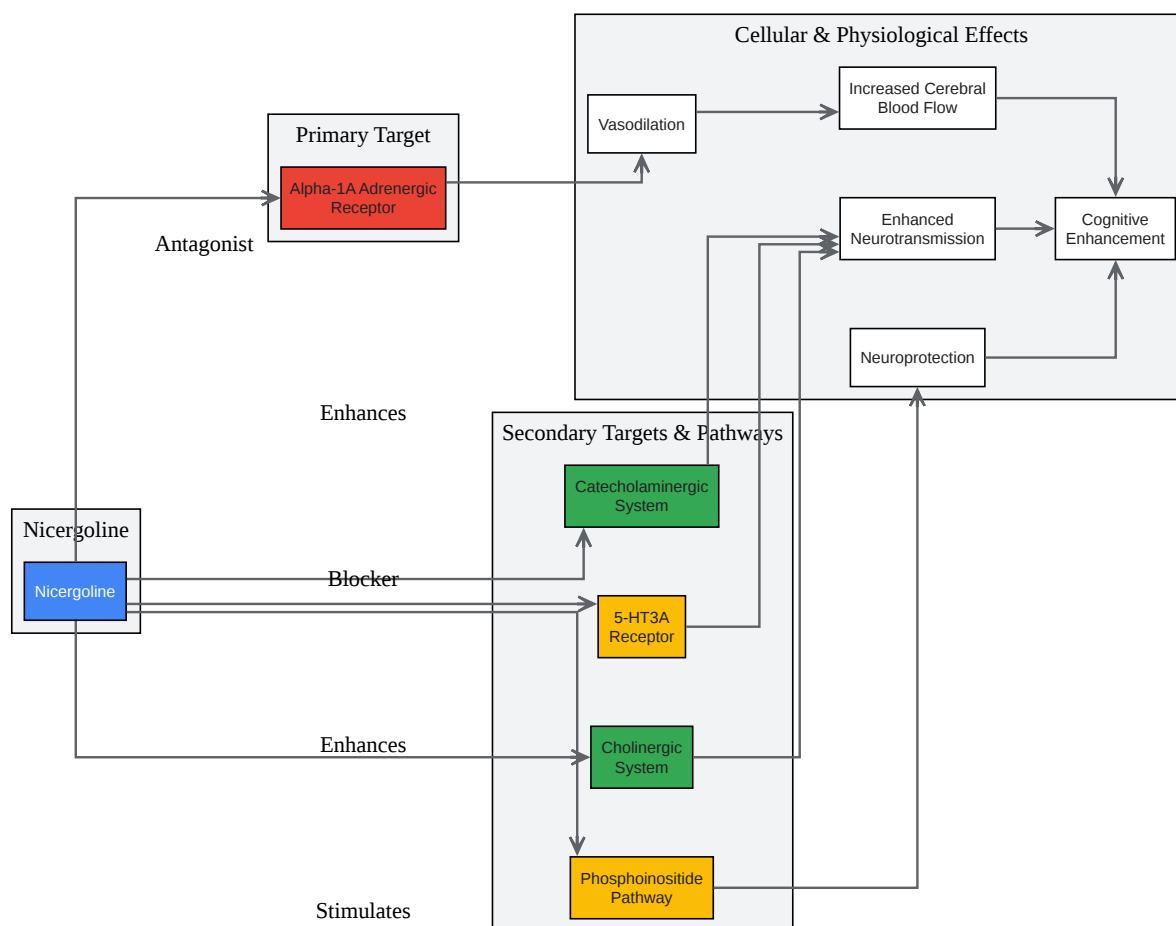 Cellular & Physiological Effects
Increased Cerebral
Blood Flow
Vasodilation
Primary Target
Alpha-1A Adrenergic
Receptor
Antagonist
Enhanced
Neurotransmission
Cognitive
Enhancement
Neuroprotection
Enhances
Secondary Targets & Pathways
Catecholaminergic
System
Nicergoline
Nicergoline
Blocker
5-HT3A
Receptor
Enhances
Cholinergic
System
Phosphoinositide
Pathway
Stimulates